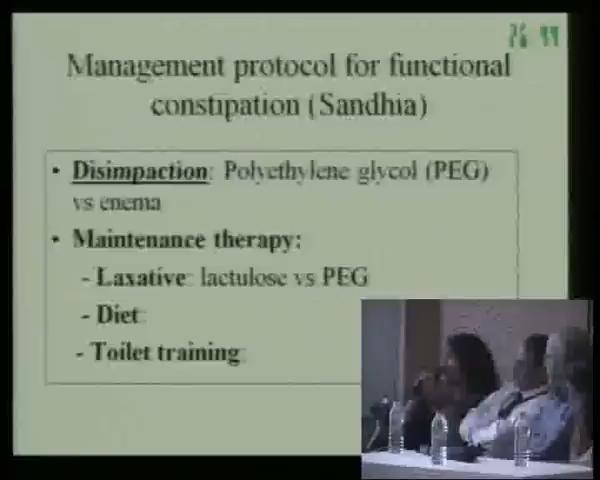 Management protocol for functional
constipation (Sandhia)
• Disimpaction: Polyethylene glycol (PEG)
vs enema
• Maintenance therapy:
- Laxative: lactulose vs PEG
- Diet:
- Toilet training: